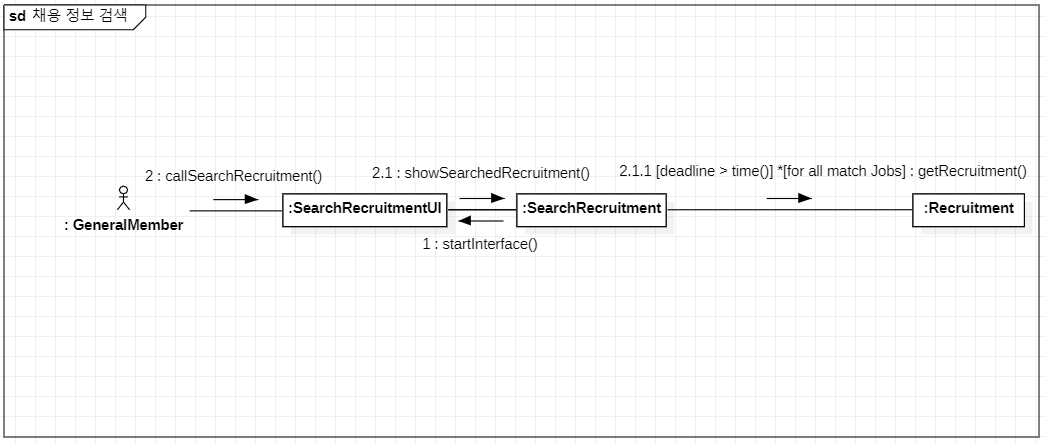 sd 채용 정보 검색
2 : callSearchRecruitment()
2.1 : showSearchedRecruitment()
2.1.1 [deadline > time()] *[for all match Jobs] : getRecruitment()
: GeneralMember
:SearchRecruitmentUI
:SearchRecruitment
:Recruitment
1 : startInterface()